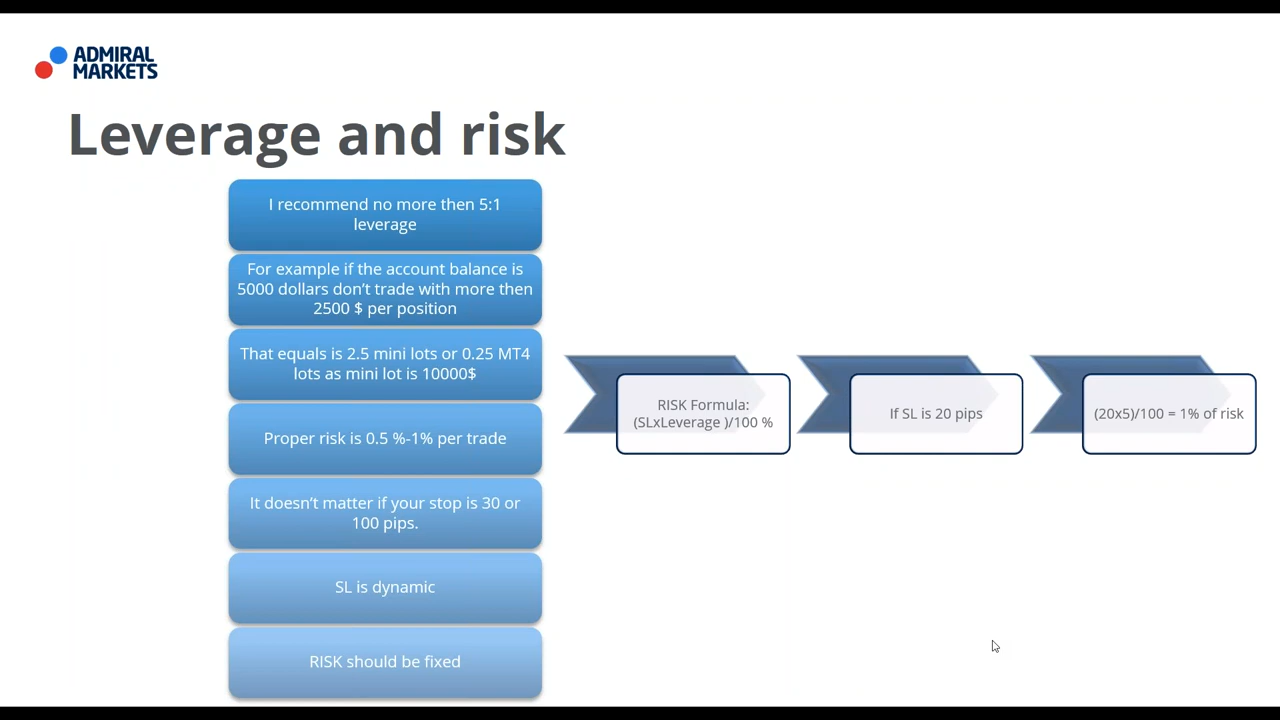 ADMIRAL
MARKETS
Leverage and risk
I recommend no more then 5:1
leverage
For example if the account balance is
5000 dollars don’t trade with more then
2500 $ per position
That equals is 2.5 mini lots or 0.25 MT4
lots as mini lot is 10000$
Proper risk is 0.5 %-1% per trade
It doesn’t matter if your stop is 30 or
100 pips.
SL is dynamic
RISK should be fixed
RISK Formula:
(SLxLeverage )/100 %
If SL is 20 pips
(20x5)/100 = 1% of risk